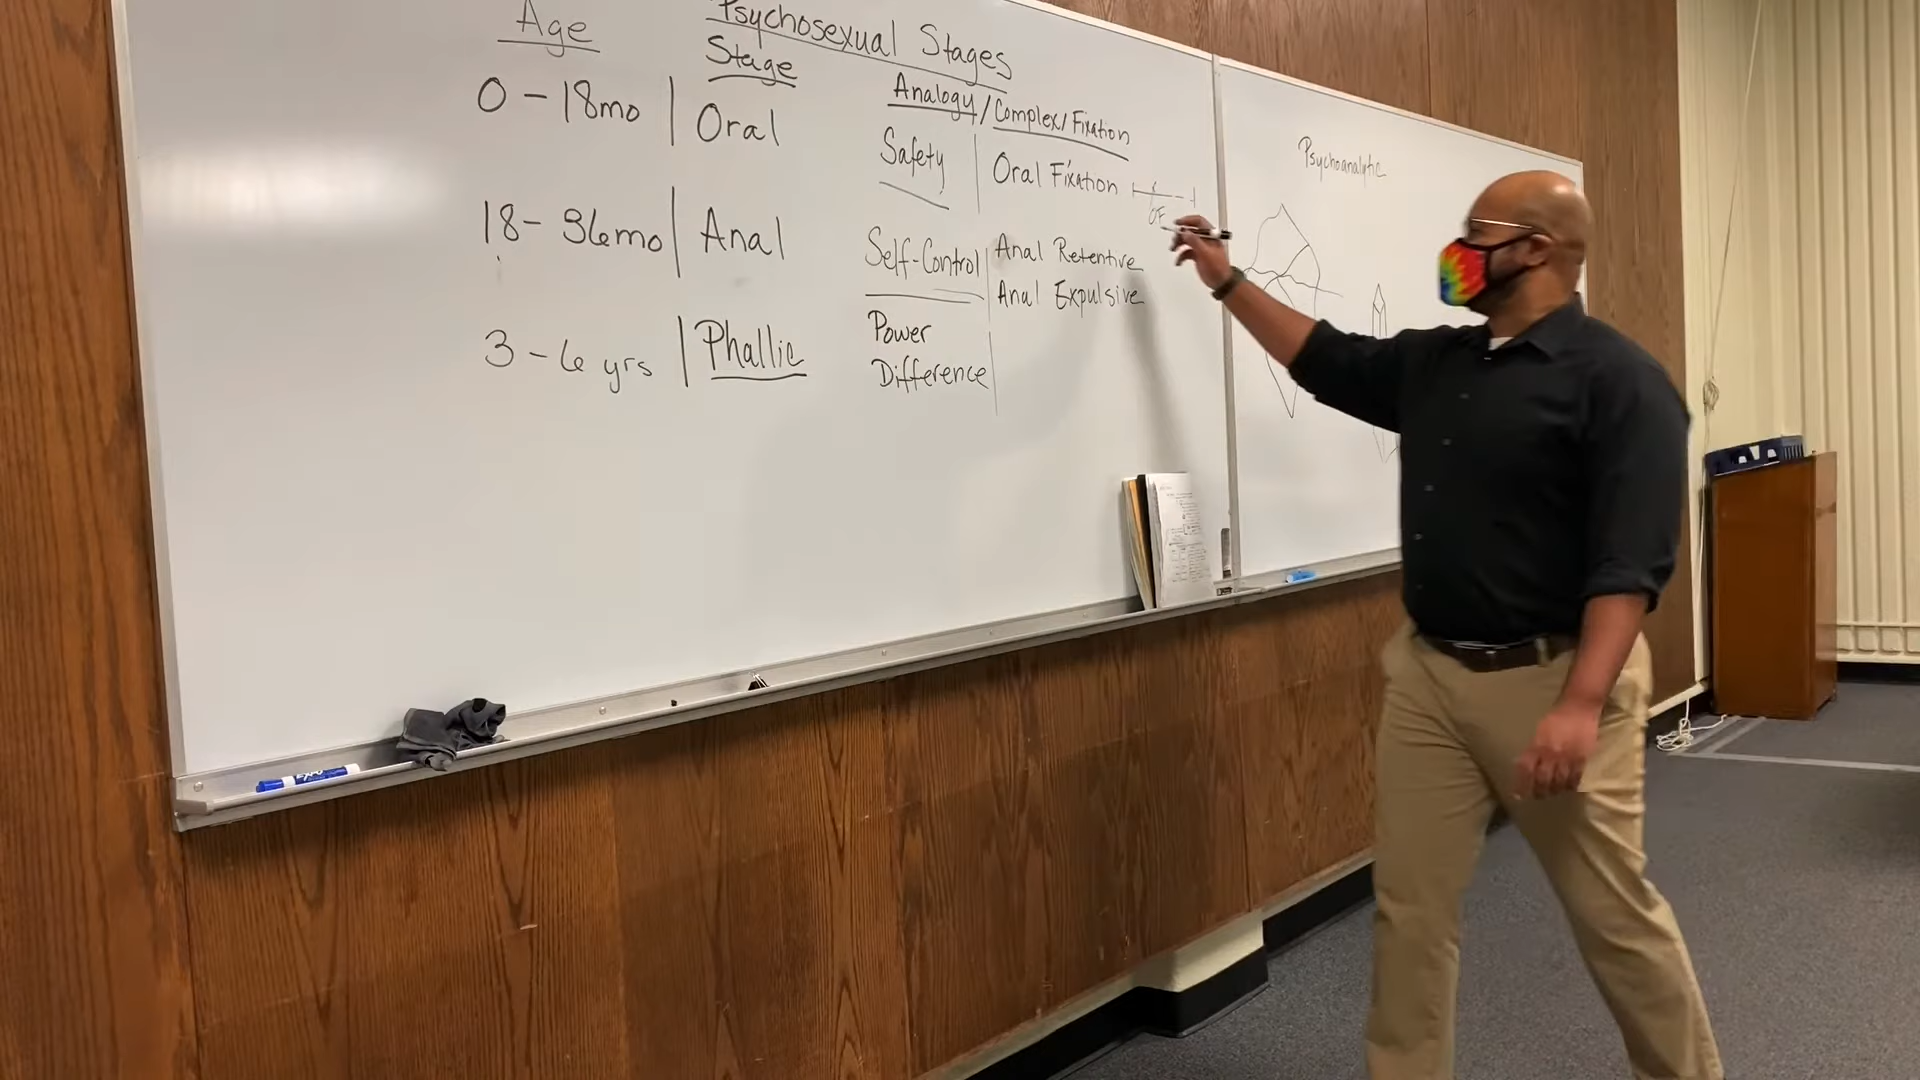 Psychosexual Stages
Age
Stage
Analogy/Complex/Fixation
0-18mo | Oral
Safety | Oral Fixation
OF
18-36mo | Anal
Self-Control | Anal Retentive
Anal Expulsive
3-6 yrs | Phallic
Power
Difference
Psychoanalytic
EXPO